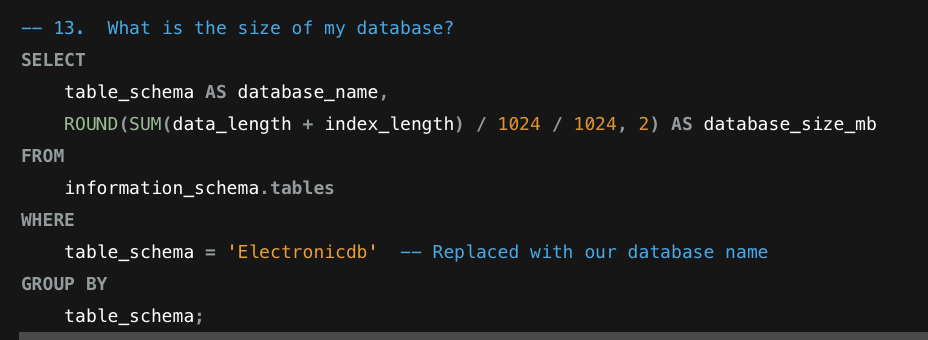 -- 13.  What is the size of my database?
SELECT
    table_schema AS database_name,
    ROUND(SUM(data_length + index_length) / 1024 / 1024, 2) AS database_size_mb
FROM
    information_schema.tables
WHERE
    table_schema = 'Electronicdb'  -- Replaced with our database name
GROUP BY
    table_schema;